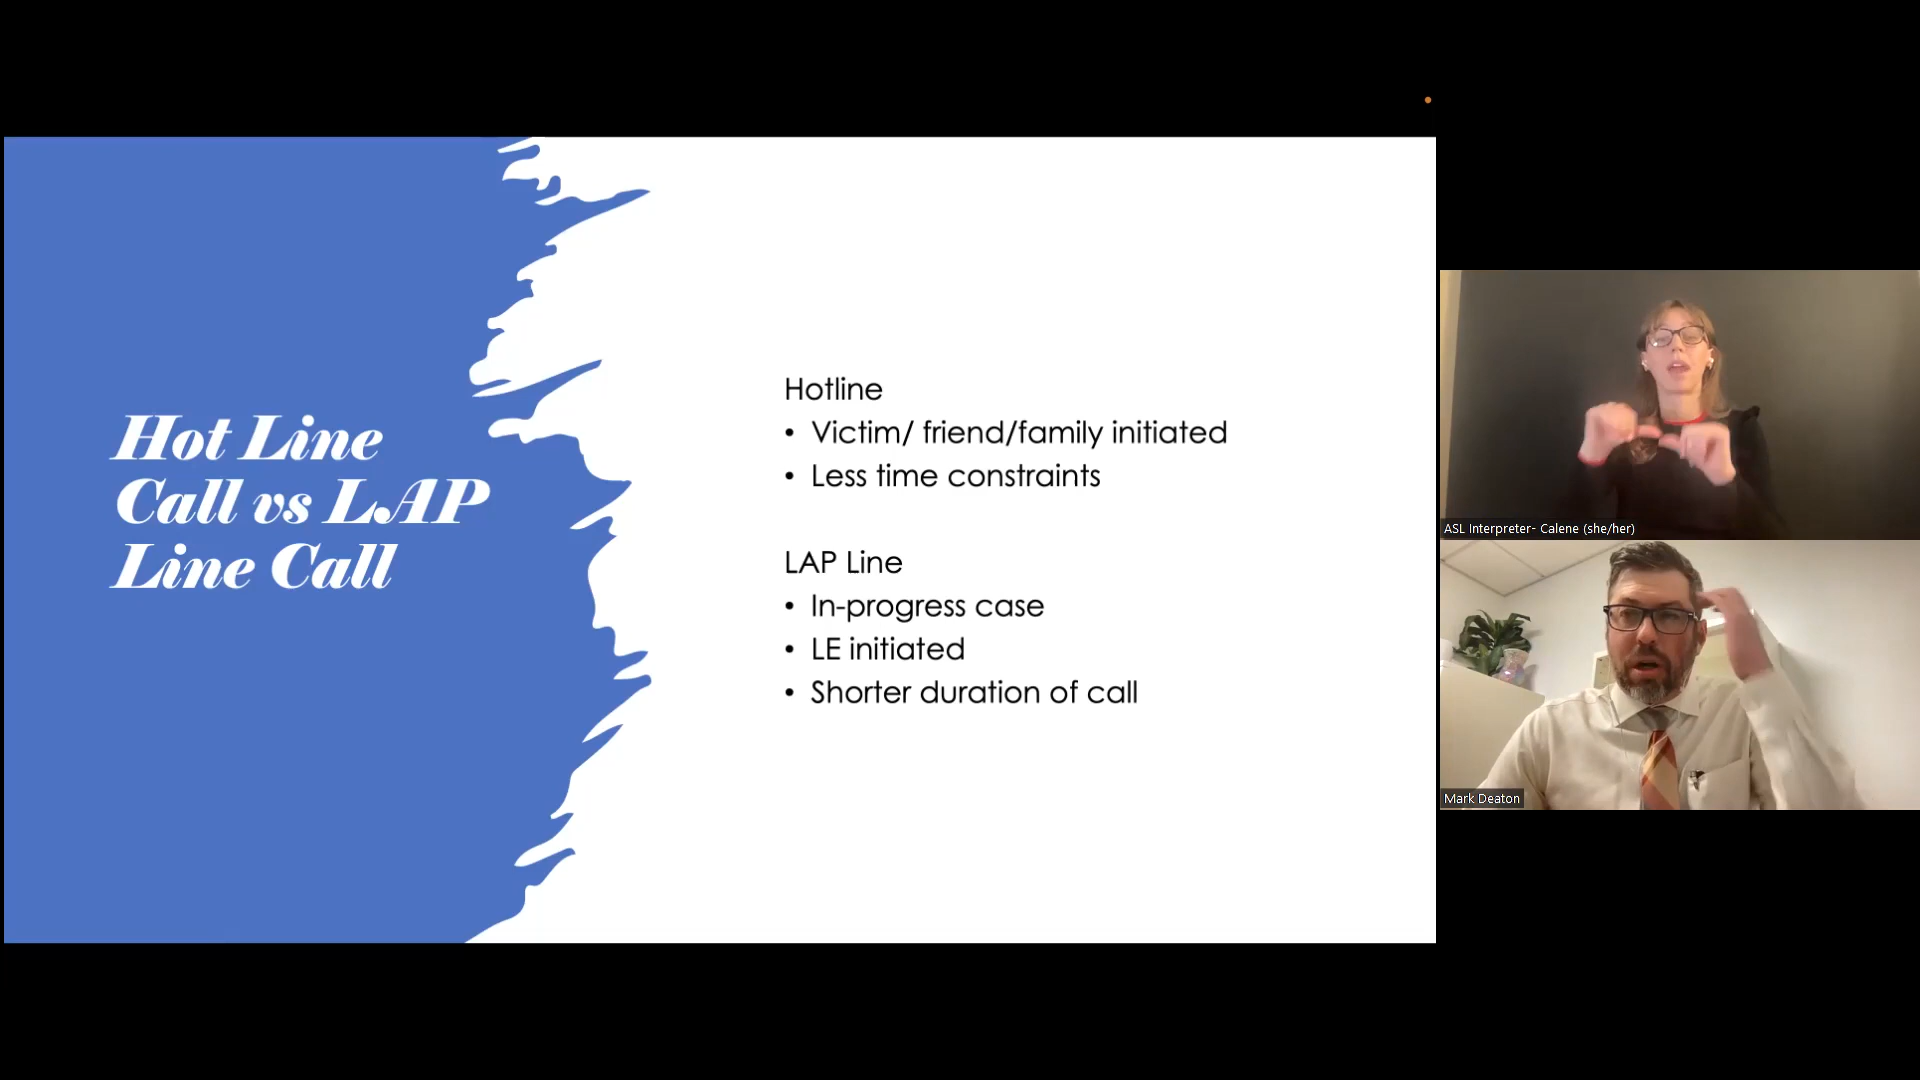 Hot Line
Call vs LAP
Line Call
Hotline
• Victim/ friend/family initiated
• Less time constraints
LAP Line
• In-progress case
• LE initiated
• Shorter duration of call
ASL Interpreter- Calene (she/her)
Mark Deaton